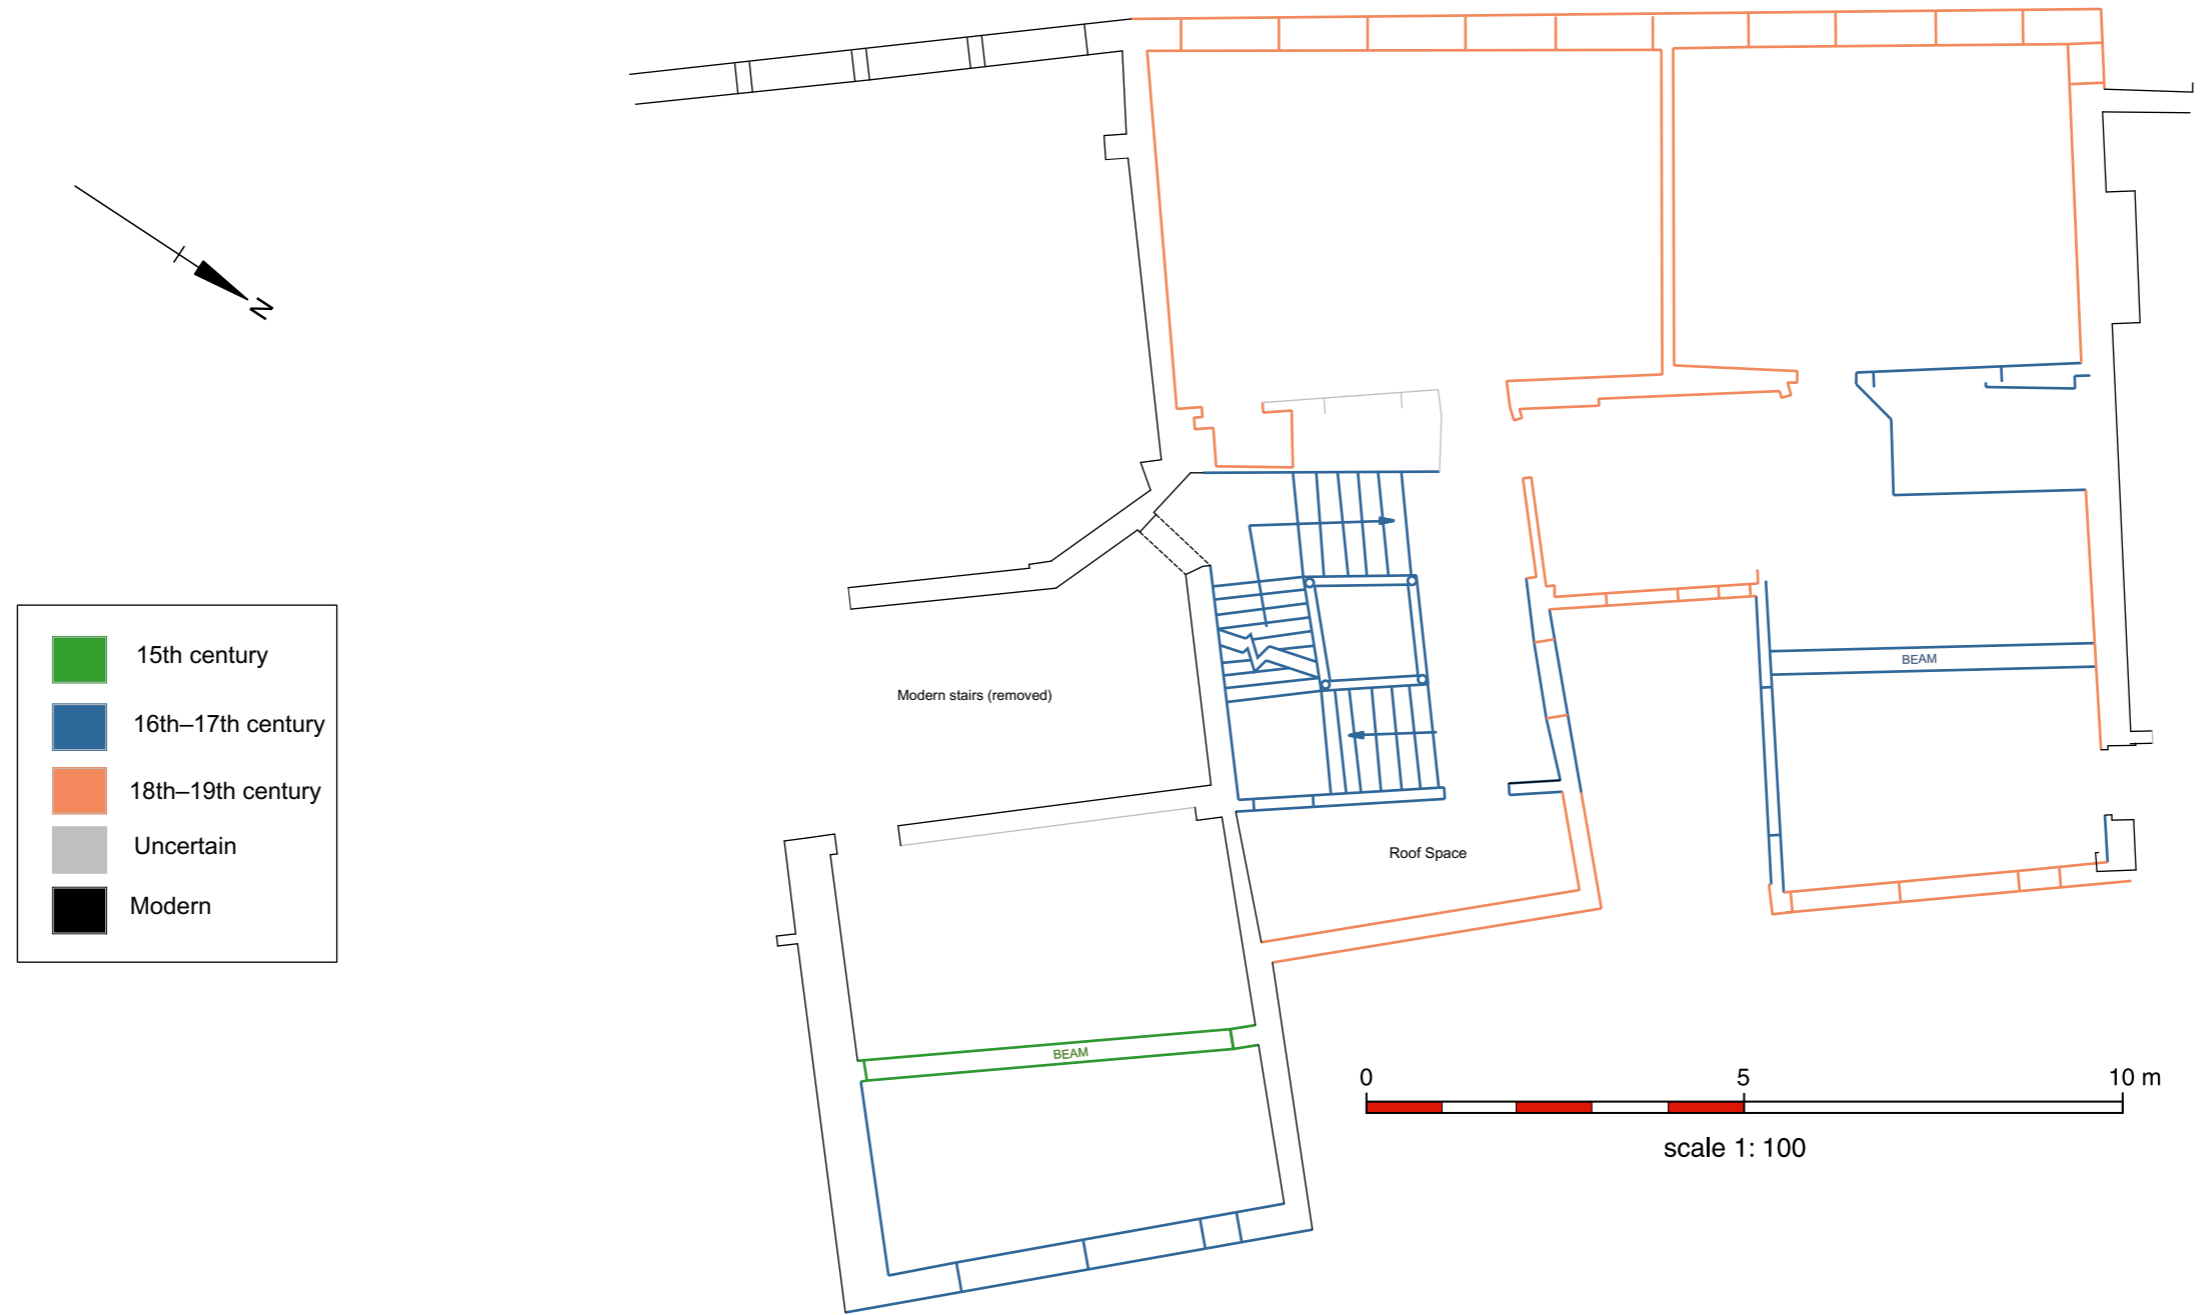 N
15th century
16th–17th century
18th–19th century
Uncertain
Modern
BEAM
Modern stairs (removed)
Roof Space
BEAM
0 5 10 m
scale 1: 100